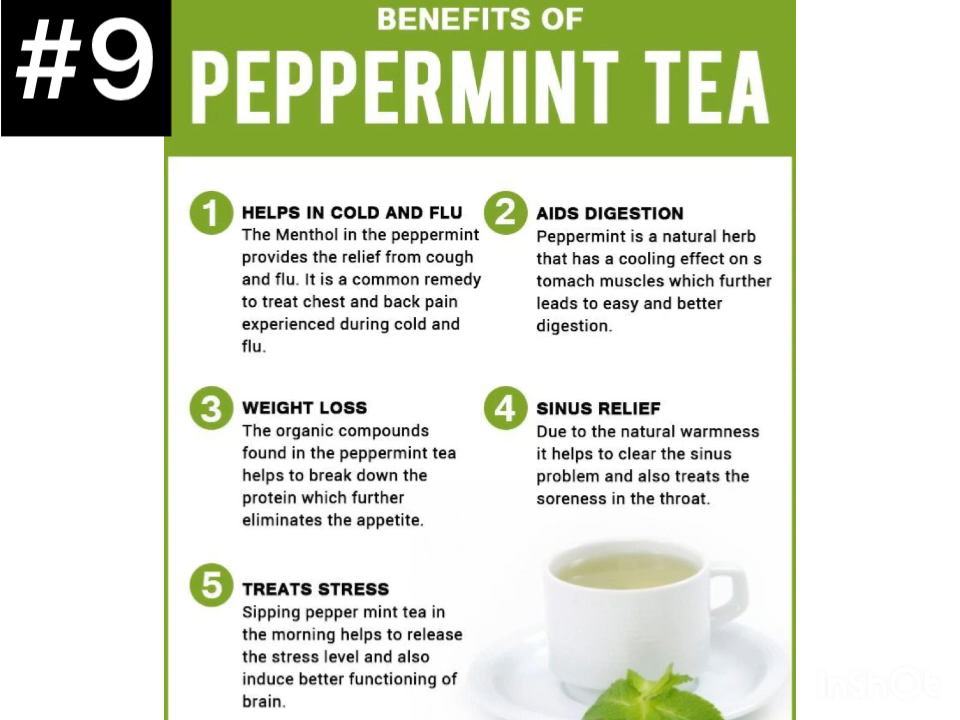 #9
BENEFITS OF
PEPPERMINT TEA
1
HELPS IN COLD AND FLU
The Menthol in the peppermint
provides the relief from cough
and flu. It is a common remedy
to treat chest and back pain
experienced during cold and
flu.
2
AIDS DIGESTION
Peppermint is a natural herb
that has a cooling effect on s
tomach muscles which further
leads to easy and better
digestion.
3
WEIGHT LOSS
The organic compounds
found in the peppermint tea
helps to break down the
protein which further
eliminates the appetite.
4
SINUS RELIEF
Due to the natural warmness
it helps to clear the sinus
problem and also treats the
soreness in the throat.
5
TREATS STRESS
Sipping pepper mint tea in
the morning helps to release
the stress level and also
induce better functioning of
brain.
InShOt